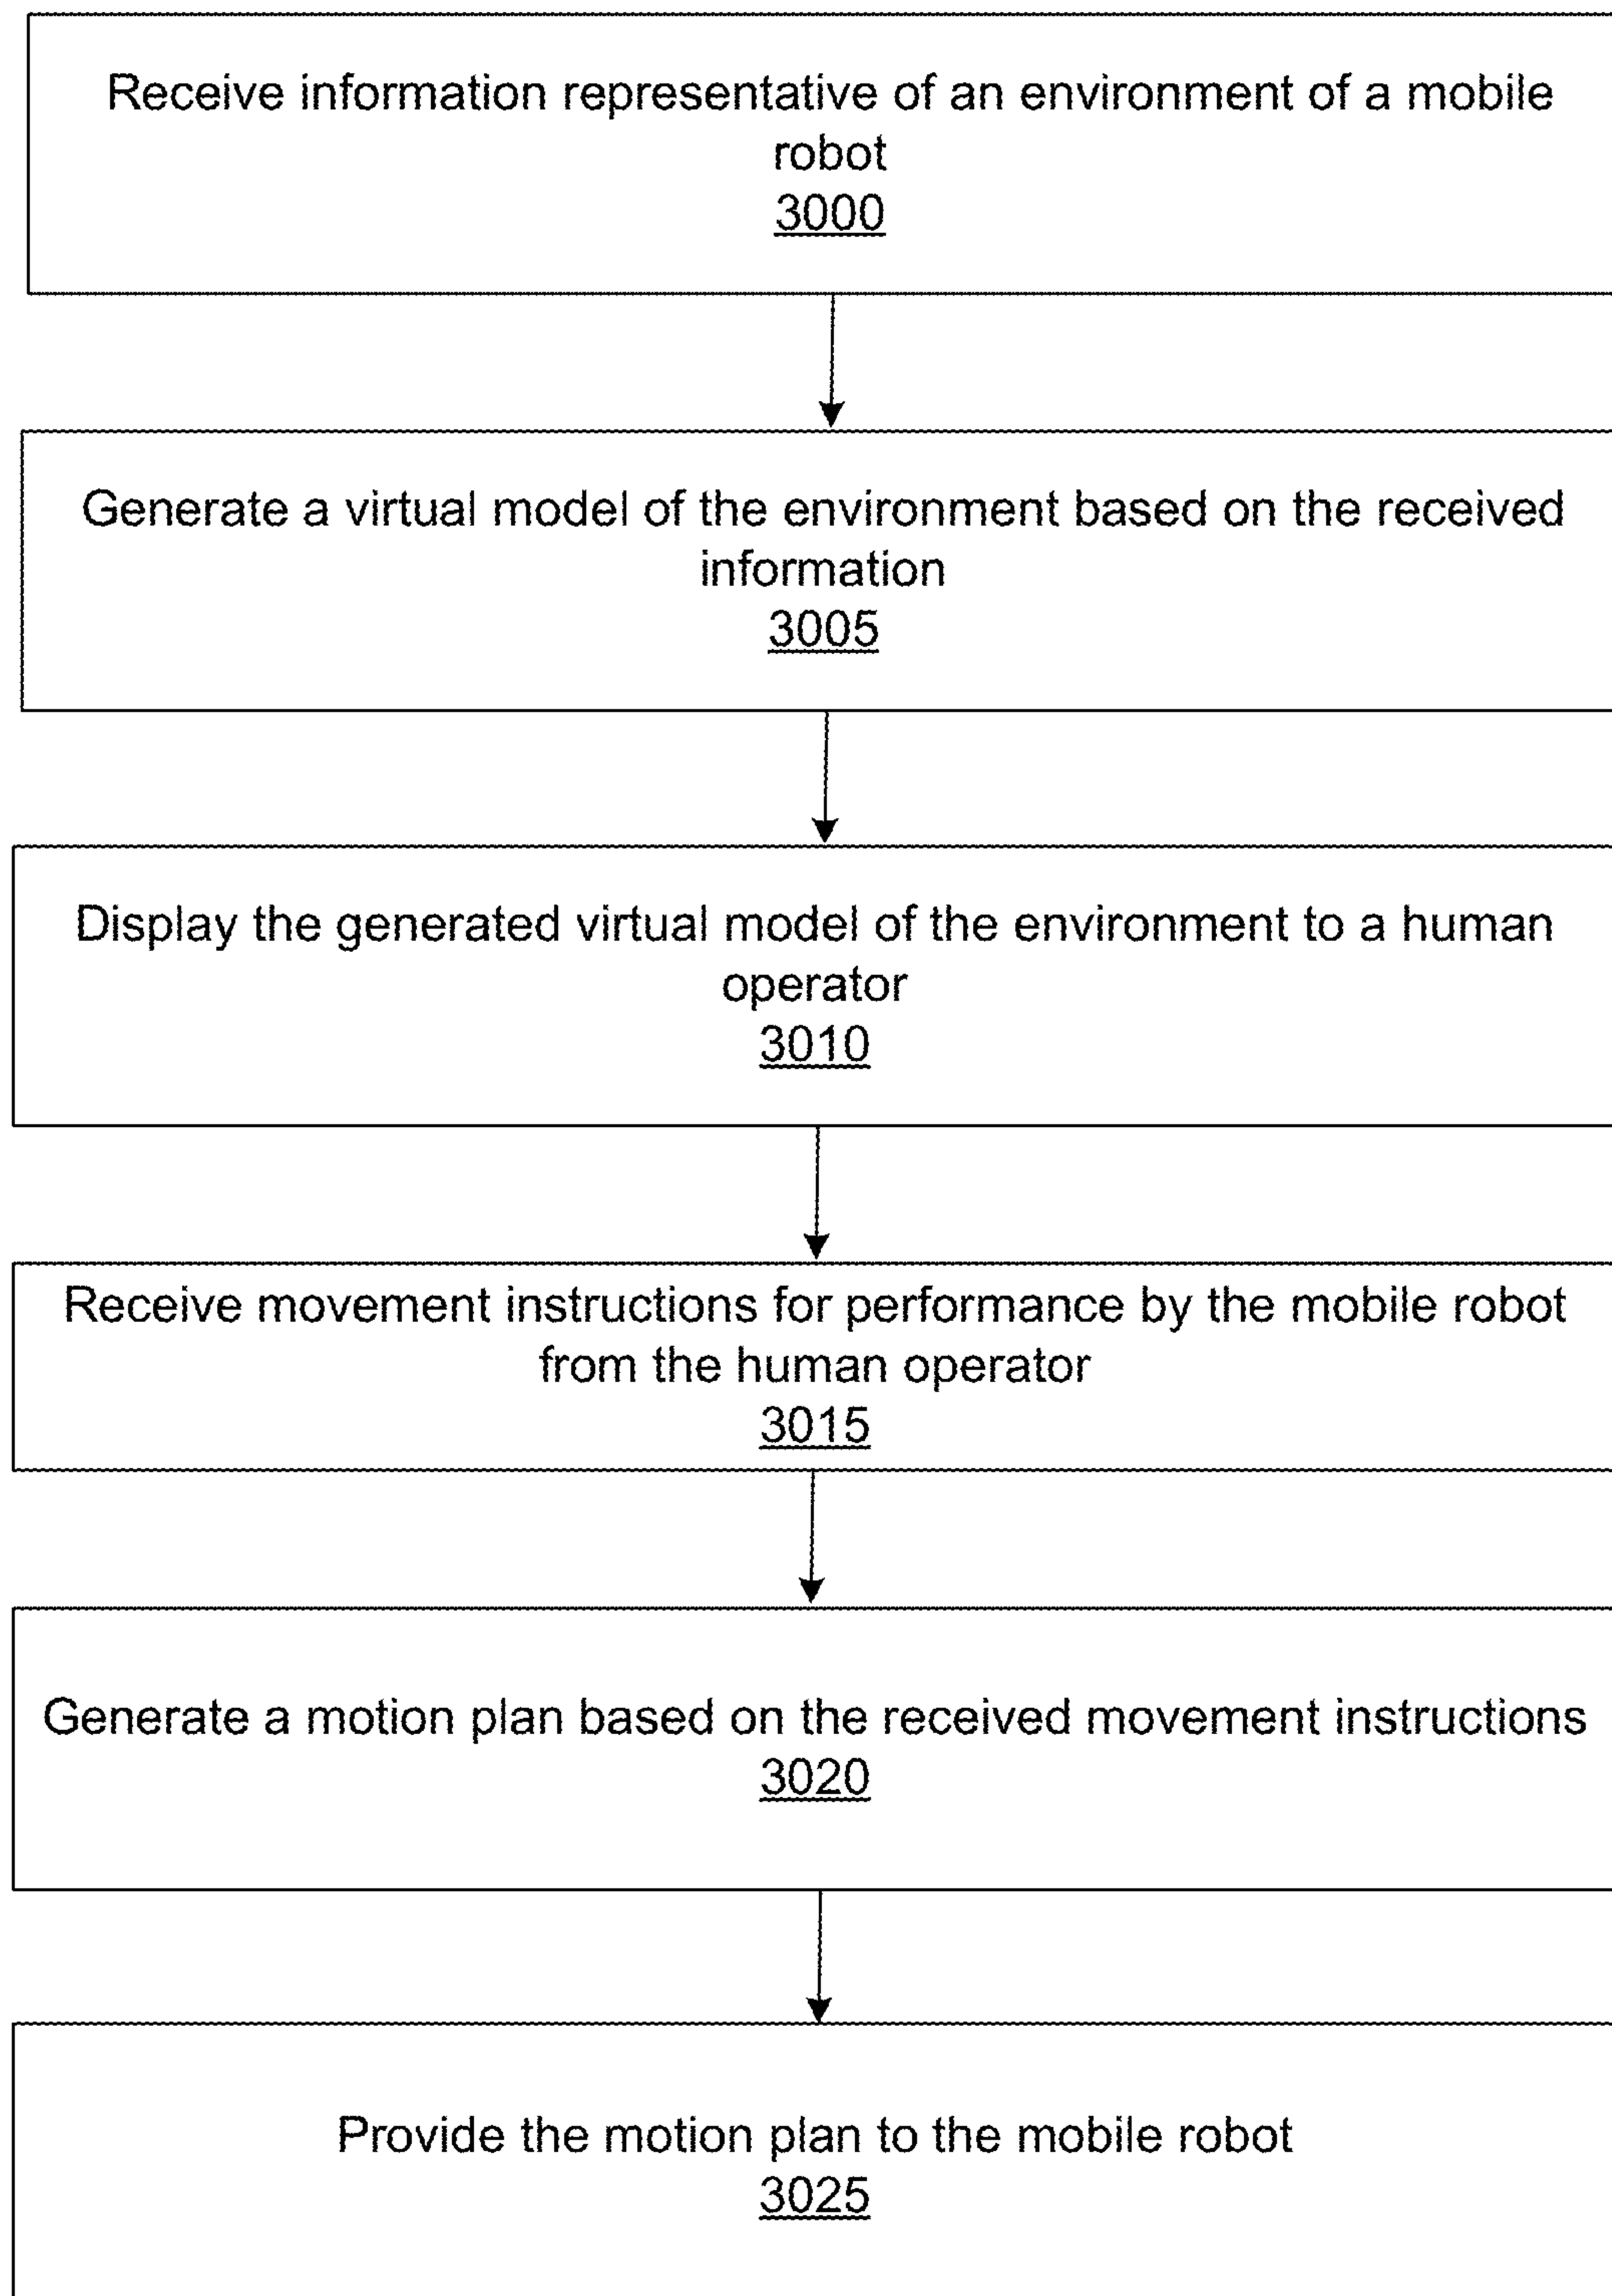 Receive information representative of an environment of a mobile
robot
3000
Generate a virtual model of the environment based on the received
information
3005
Display the generated virtual model of the environment to a human
operator
3010
Receive movement instructions for performance by the mobile robot
from the human operator
3015
Generate a motion plan based on the received movement instructions
3020
Provide the motion plan to the mobile robot
3025